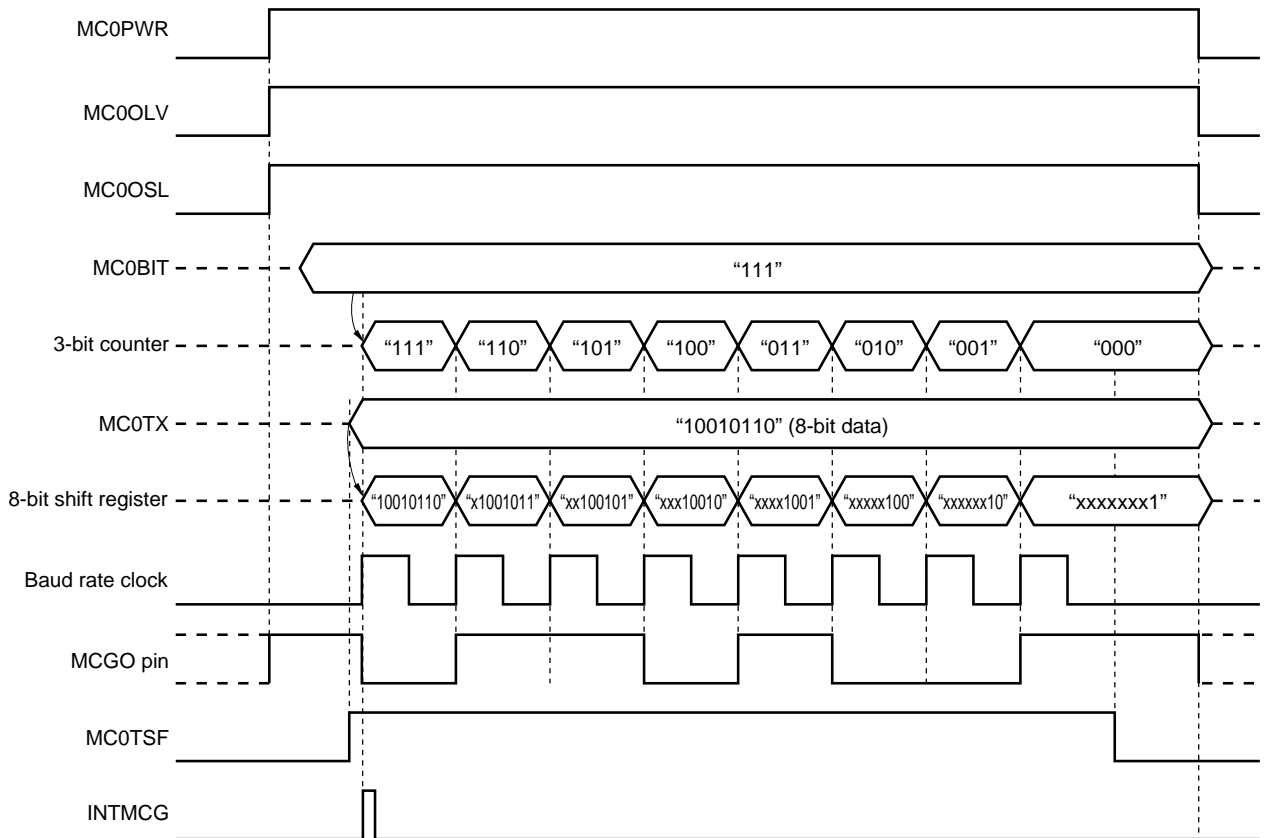 MC0PWR
MC0OLV
MC0OSL
MC0BIT “111”
3-bit counter “111” “110” “101” “100” “011” “010” “001” “000”
MC0TX “10010110” (8-bit data)
8-bit shift register “10010110” “x1001011” “xx100101” “xxx10010” “xxxx1001” “xxxxx100” “xxxxxx10” “xxxxxxx1”
Baud rate clock
MCGO pin
MC0TSF
INTMCG